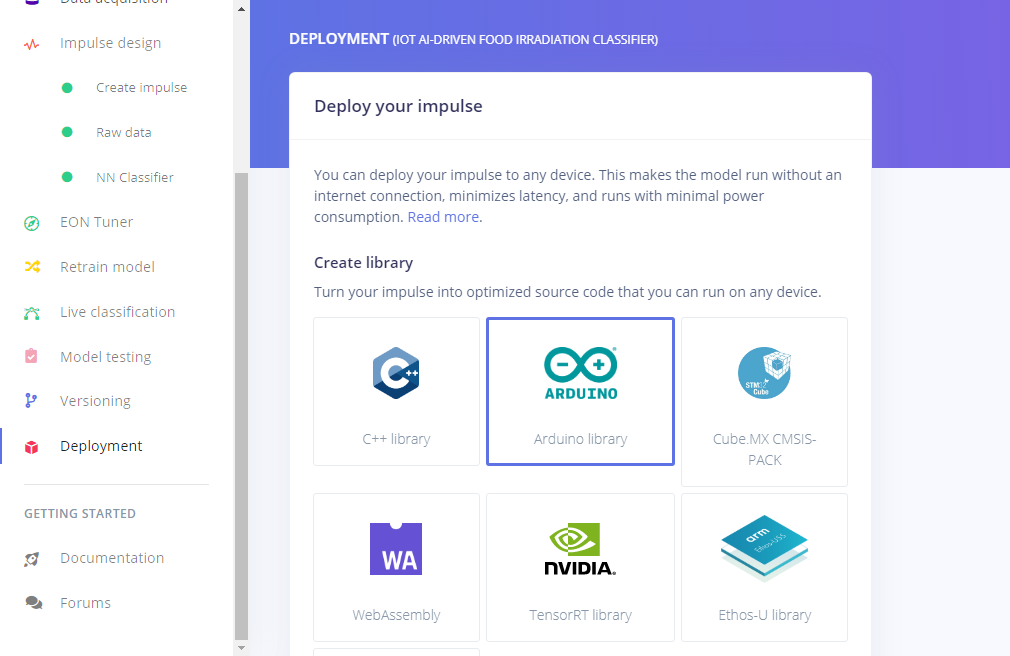 Data acquisition
Impulse design
Create impulse
Raw data
NN Classifier
EON Tuner
Retrain model
Live classification
Model testing
Versioning
Deployment
GETTING STARTED
Documentation
Forums
DEPLOYMENT (IOT AI-DRIVEN FOOD IRRADIATION CLASSIFIER)
Deploy your impulse
You can deploy your impulse to any device. This makes the model run without an
internet connection, minimizes latency, and runs with minimal power
consumption. Read more.
Create library
Turn your impulse into optimized source code that you can run on any device.
C++
C++ library
ARDUINO
Arduino library
STM32
Cube
Cube.MX CMSIS-
PACK
WA
WebAssembly
NVIDIA.
TensorRT library
arm
Ethos-U55
Ethos-U library